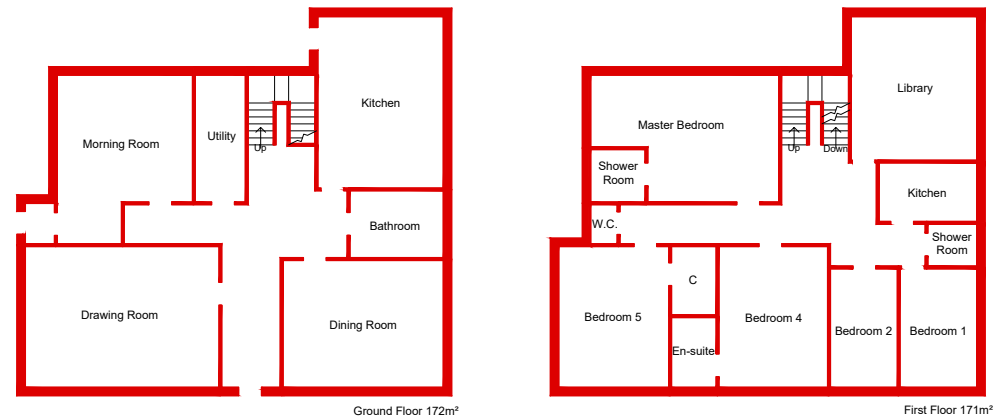 Kitchen
Morning Room
Utility
Up
Bathroom
Drawing Room
Dining Room
Ground Floor 172m²
Library
Master Bedroom
Up
Down
Shower
Room
Kitchen
W.C.
Shower
Room
C
Bedroom 5
Bedroom 4
Bedroom 2
Bedroom 1
En-suite
First Floor 171m²